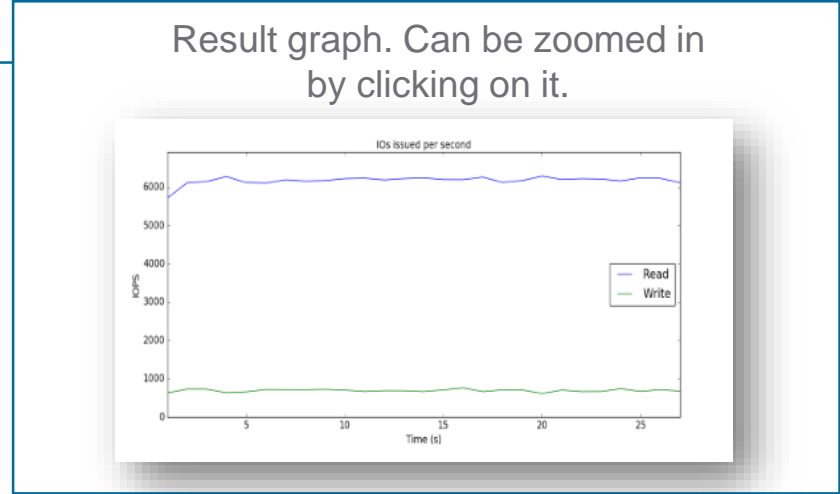 Result graph. Can be zoomed in
by clicking on it.
IOs issued per second
6000
5000
4000
3000
2000
1000
0
IOPS
Read
Write
5
10
15
20
25
Time (s)